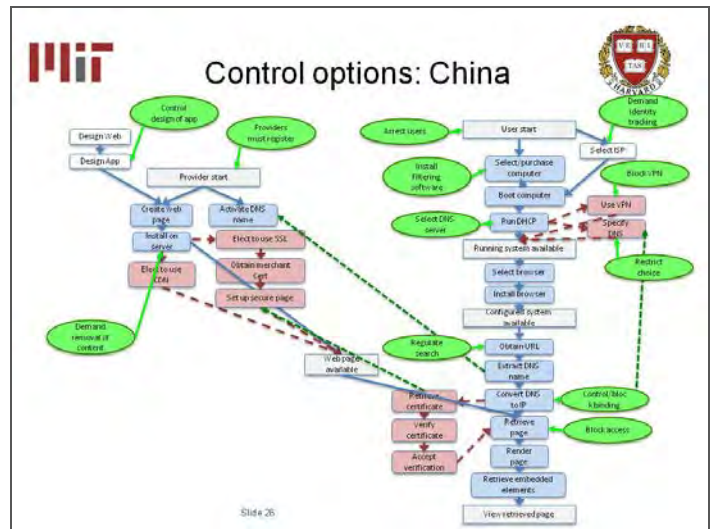 MiT
VE RI
TAS
HARVARD
Control options: China
Control
design of app
Providers
must register
Design Web
Design App
Provider start
Create web
page
Activate DNS
name
Install on
server
Elect to use SSL
Elect to use
CDN
Obtain merchant
Cert
Set up secure page
Demand
removal of
content
Web page
available
Arrest users
User start
Demand
identity
tracking
Select ISP
Install
filtering
software
Select/purchase
computer
Boot computer
Block VPN
Select DNS
server
Run DHCP
Use VPN
Specify
DNS
Running system available
Restrict
choice
Select browser
Install browser
Configured system
available
Regulate
search
Obtain URL
Extract DNS
name
Convert DNS
to IP
Control/bloc
k binding
Retrieve
certificate
Verify
certificate
Accept
verification
Retrieve
page
Block access
Render
page
Retrieve embedded
elements
View retrieved page
Slide 26